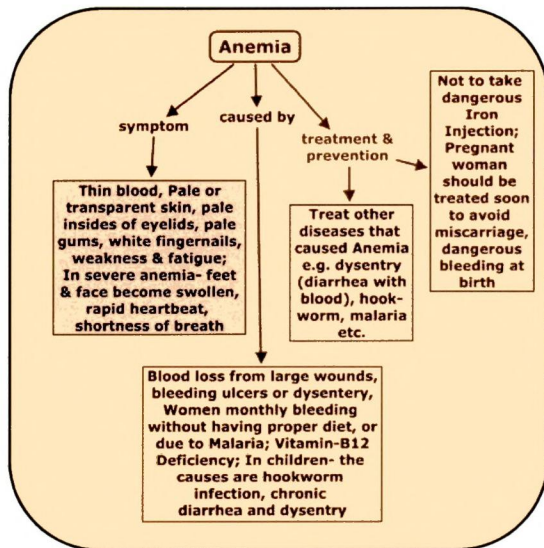 Anemia
symptom
caused by
treatment &
prevention
Not to take
dangerous
Iron
Injection;
Pregnant
woman
should be
treated soon
to avoid
miscarriage,
dangerous
bleeding at
birth
Thin blood, Pale or
transparent skin, pale
insides of eyelids, pale
gums, white fingernails,
weakness & fatigue;
In severe anemia- feet
& face become swollen,
rapid heartbeat,
shortness of breath
Treat other
diseases that
caused Anemia
e.g. dysentry
(diarrhea with
blood), hook-
worm, malaria
etc.
Blood loss from large wounds,
bleeding ulcers or dysentery,
Women monthly bleeding
without having proper diet, or
due to Malaria; Vitamin-B12
Deficiency; In children- the
causes are hookworm
infection, chronic
diarrhea and dysentry